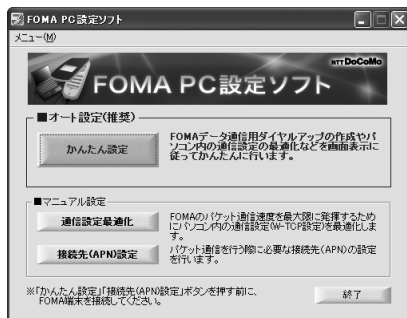 FOMA PC設定ソフト
メニュー(M)
NTT DoCoMo
FOMA PC設定ソフト
■オート設定(推奨)
かんたん設定
FOMAデータ通信用ダイヤルアップの作成やパ
ソコン内の通信設定の最適化などを画面表示に
従ってかんたんに行います。
■マニュアル設定
通信設定最適化
FOMAのパケット通信速度を最大限に発揮するため
にパソコン内の通信設定(W-TCP設定)を最適化しま
す。
接続先(APN)設定
パケット通信を行う際に必要な接続先(APN)の設定
を行います。
※「かんたん設定」「接続先(APN)設定」ボタンを押す前に、
FOMA端末を接続してください。
終了